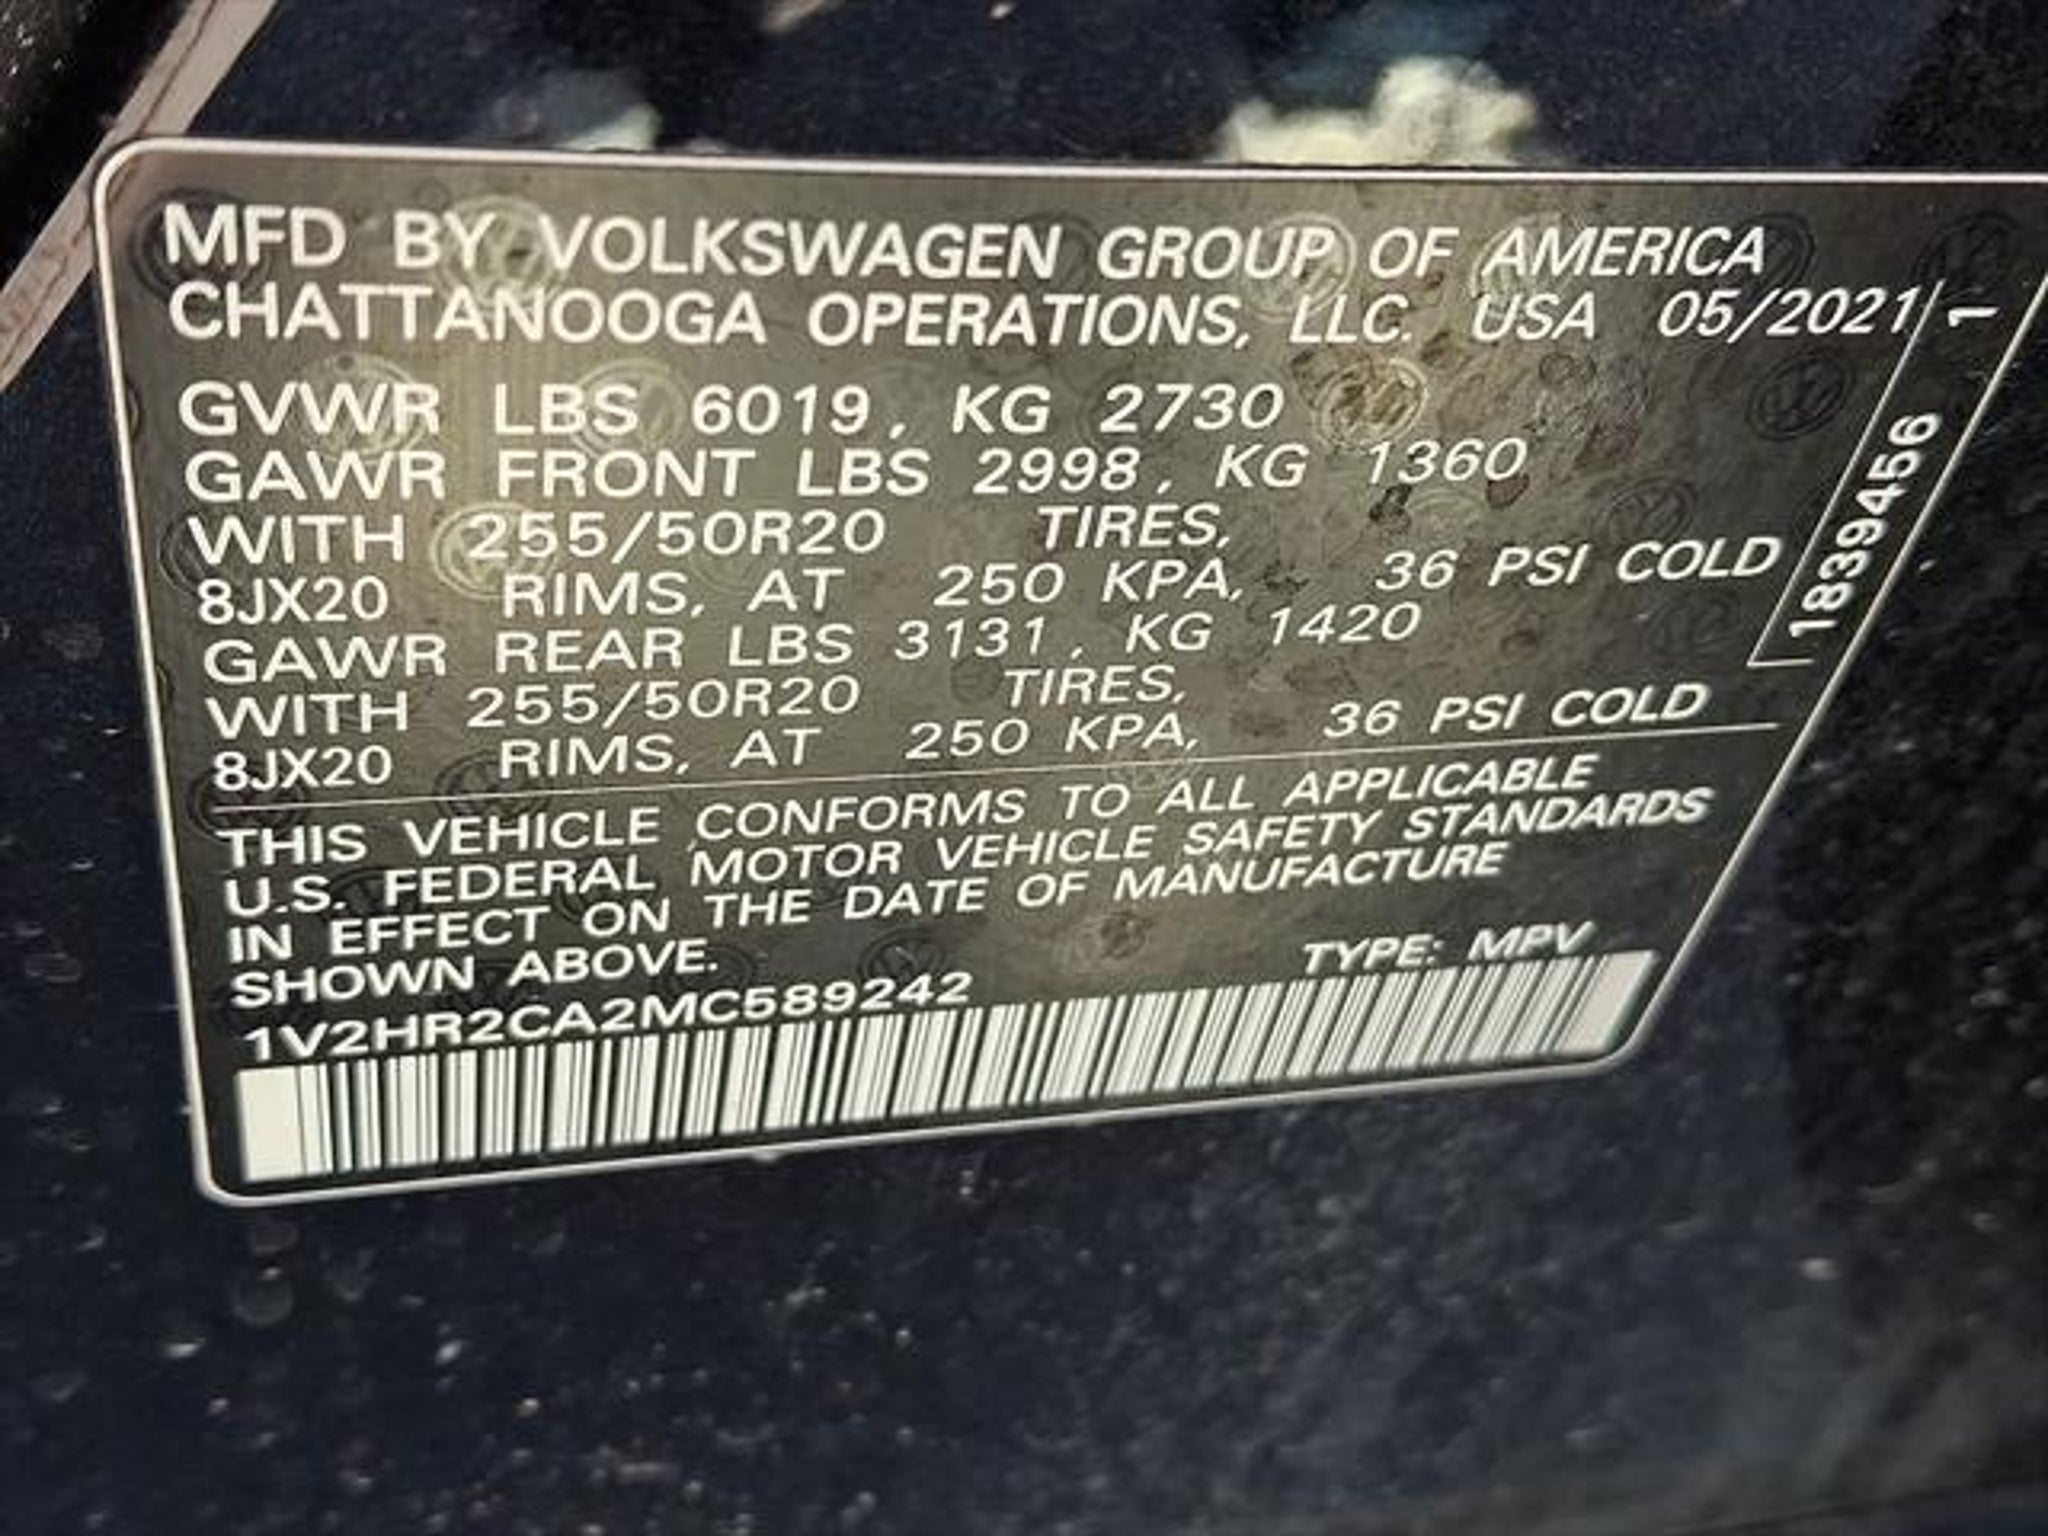 MFD BY VOLKSWAGEN GROUP OF AMERICA
CHATTANOOGA OPERATIONS, LLC. USA 05/2021
GVWR LBS 6019, KG 2730
GAWR FRONT LBS 2998, KG 1360
WITH 255/50R20 TIRES,
8JX20 RIMS, AT 250 KPA, 36 PSI COLD
GAWR REAR LBS 3131, KG 1420
WITH 255/50R20 TIRES,
8JX20 RIMS, AT 250 KPA, 36 PSI COLD
THIS VEHICLE CONFORMS TO ALL APPLICABLE
U.S. FEDERAL MOTOR VEHICLE SAFETY STANDARDS
IN EFFECT ON THE DATE OF MANUFACTURE
SHOWN ABOVE.
TYPE: MPV
1V2HR2CA2MC589242
1839456 1